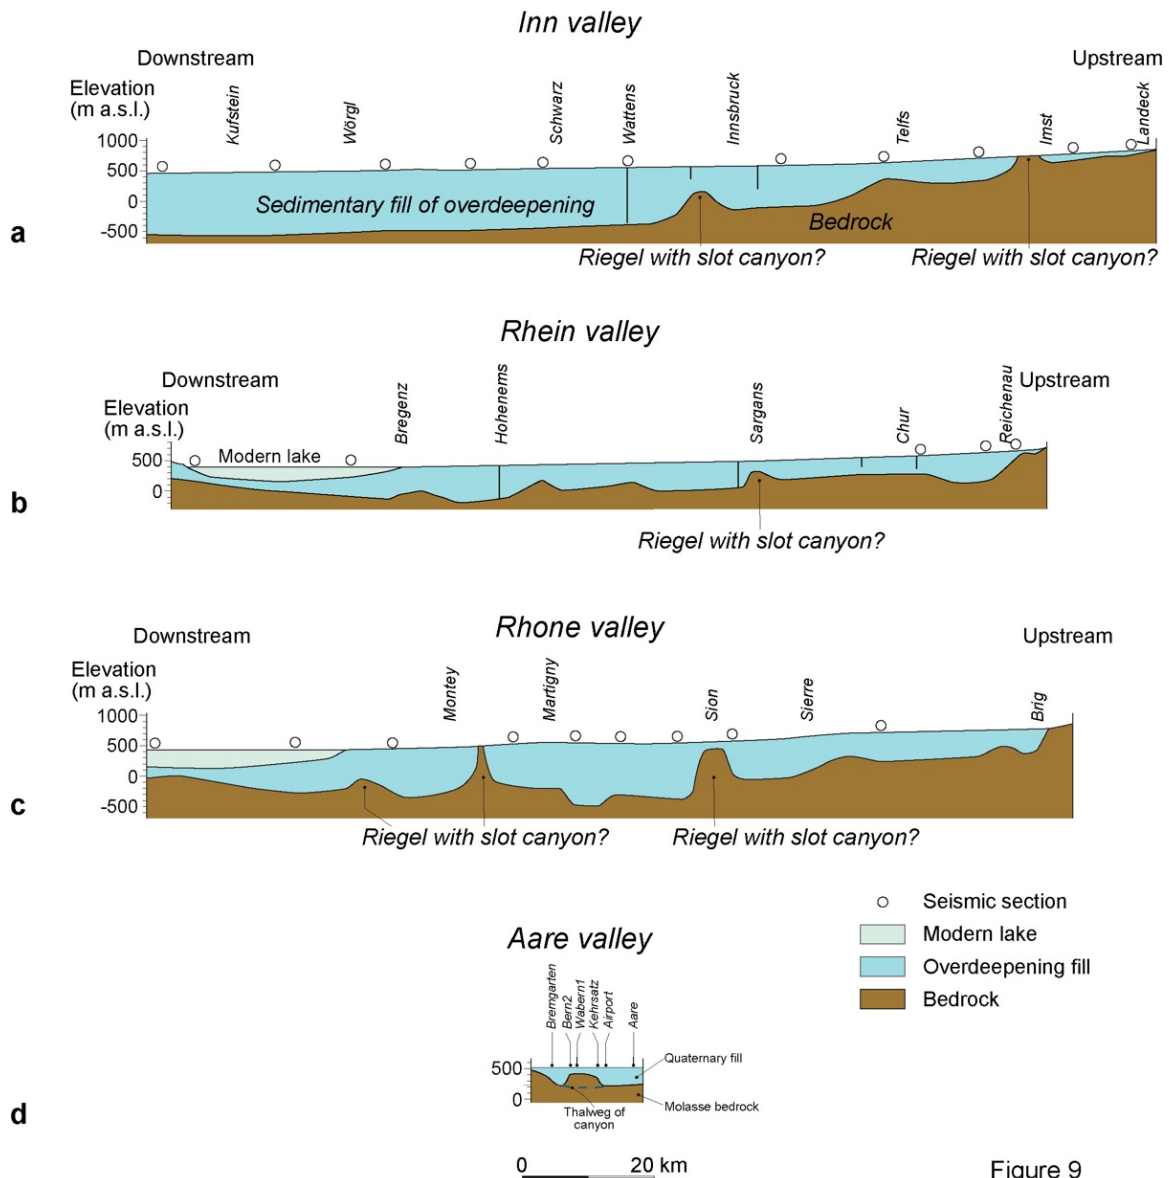 Inn valley
Downstream
Upstream
Elevation
(m a.s.l.)
Kufstein
Wörgl
Schwarz
Wattens
Innsbruck
Telfs
Imst
Landeck
1000
500
0
-500
Sedimentary fill of overdeepening
Bedrock
a
Riegel with slot canyon?
Riegel with slot canyon?
Rhein valley
Downstream
Upstream
Elevation
(m a.s.l.)
Bregenz
Hohenems
Sargans
Chur
Reichenau
500
0
Modern lake
b
Riegel with slot canyon?
Rhone valley
Downstream
Upstream
Elevation
(m a.s.l.)
Montey
Martigny
Sion
Sierre
Brig
1000
500
0
-500
c
Riegel with slot canyon?
Riegel with slot canyon?
Seismic section
Modern lake
Overdeepening fill
Bedrock
Aare valley
Bremgarten
Bern2
Wabern1
Kehrsatz
Airport
Aare
500
0
Quaternary fill
Molasse bedrock
Thalweg of
canyon
d
0
20 km
Figure 9